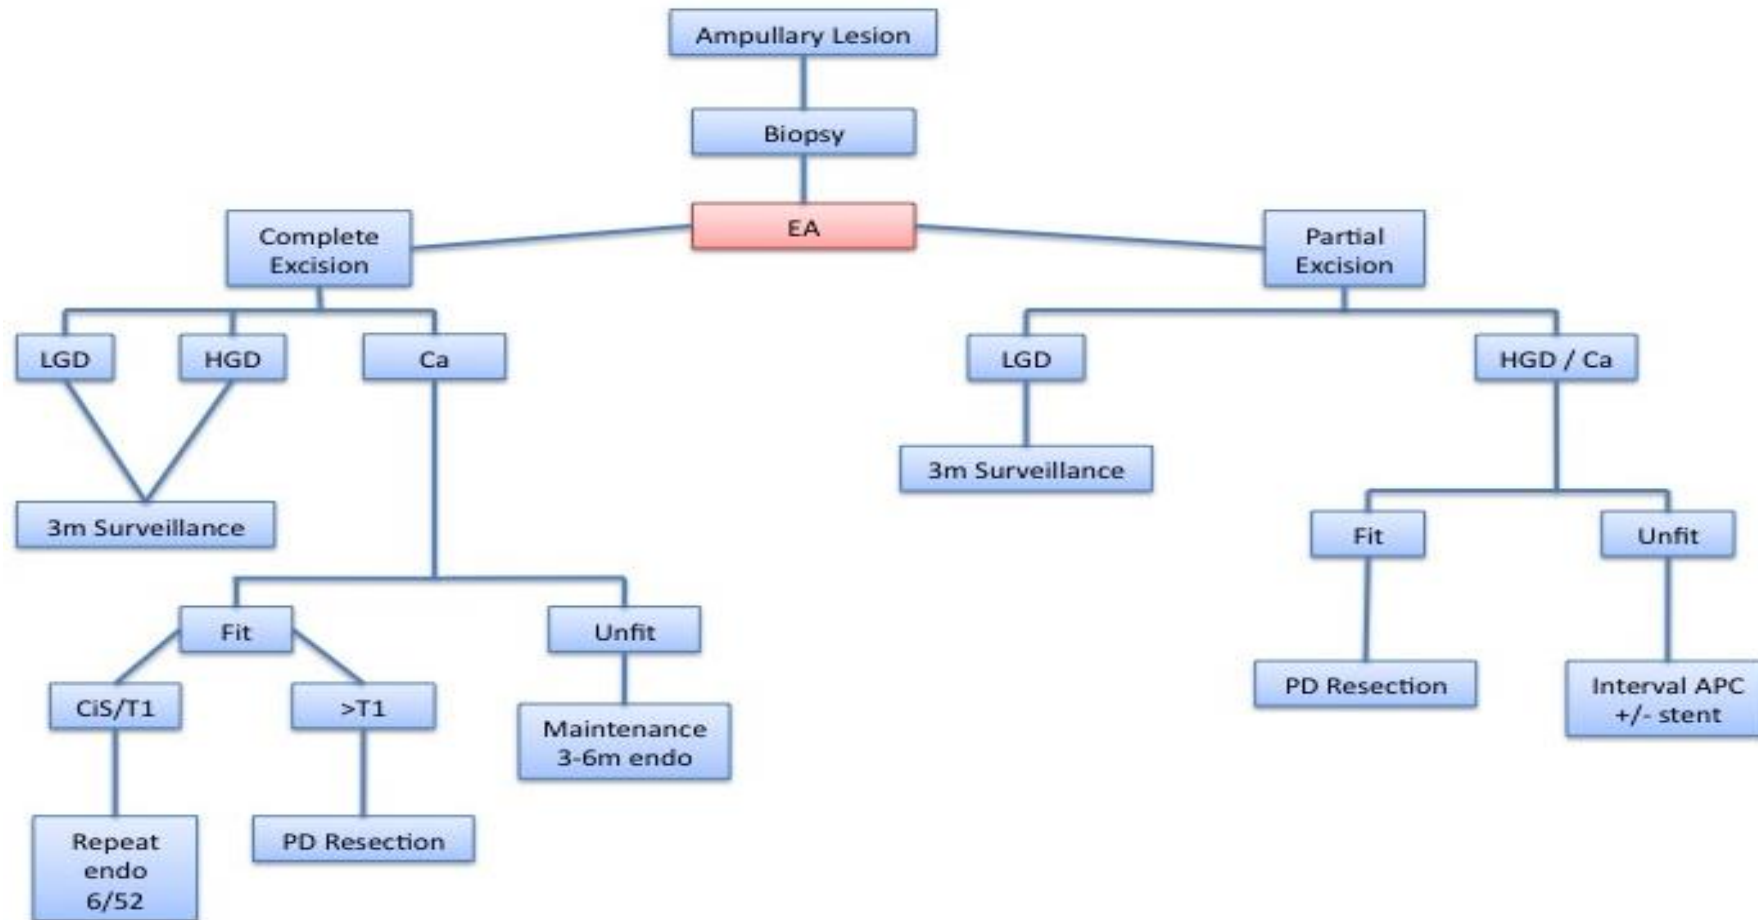 Ampullary Lesion
Biopsy
EA
Complete
Excision
Partial
Excision
LGD
HGD
Ca
LGD
HGD / Ca
3m Surveillance
3m Surveillance
Fit
Unfit
Fit
Unfit
CiS/T1
>T1
Maintenance
3-6m endo
PD Resection
Interval APC
+/- stent
Repeat
endo
6/52
PD Resection